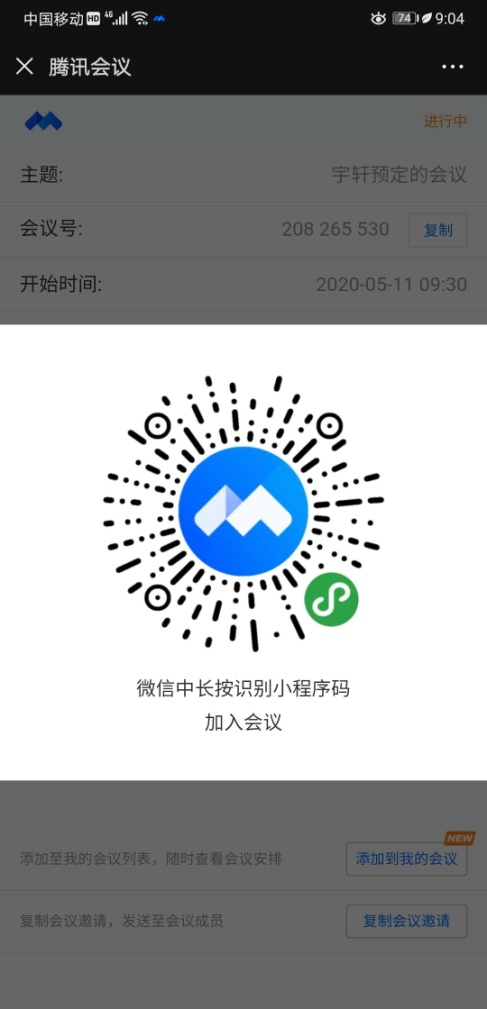 中国移动 HD 4G 74 9:04
腾讯会议
进行中
主题: 宇轩预定的会议
会议号: 208 265 530 复制
开始时间: 2020-05-11 09:30
微信中长按识别小程序码
加入会议
NEW
添加至我的会议列表，随时查看会议安排 添加到我的会议
复制会议邀请，发送至会议成员 复制会议邀请